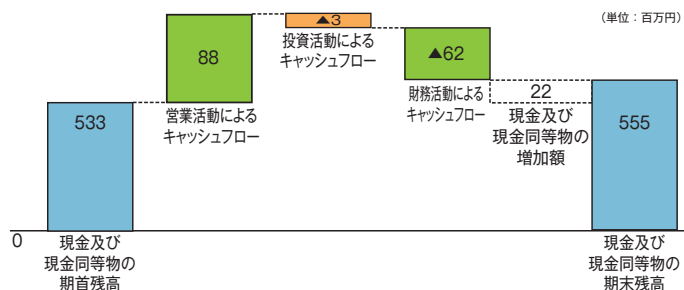 （単位：百万円）
533
現金及び
現金同等物の
期首残高
88
営業活動による
キャッシュフロー
▲3
投資活動による
キャッシュフロー
▲62
財務活動による
キャッシュフロー
22
現金及び
現金同等物の
増加額
555
現金及び
現金同等物の
期末残高
0